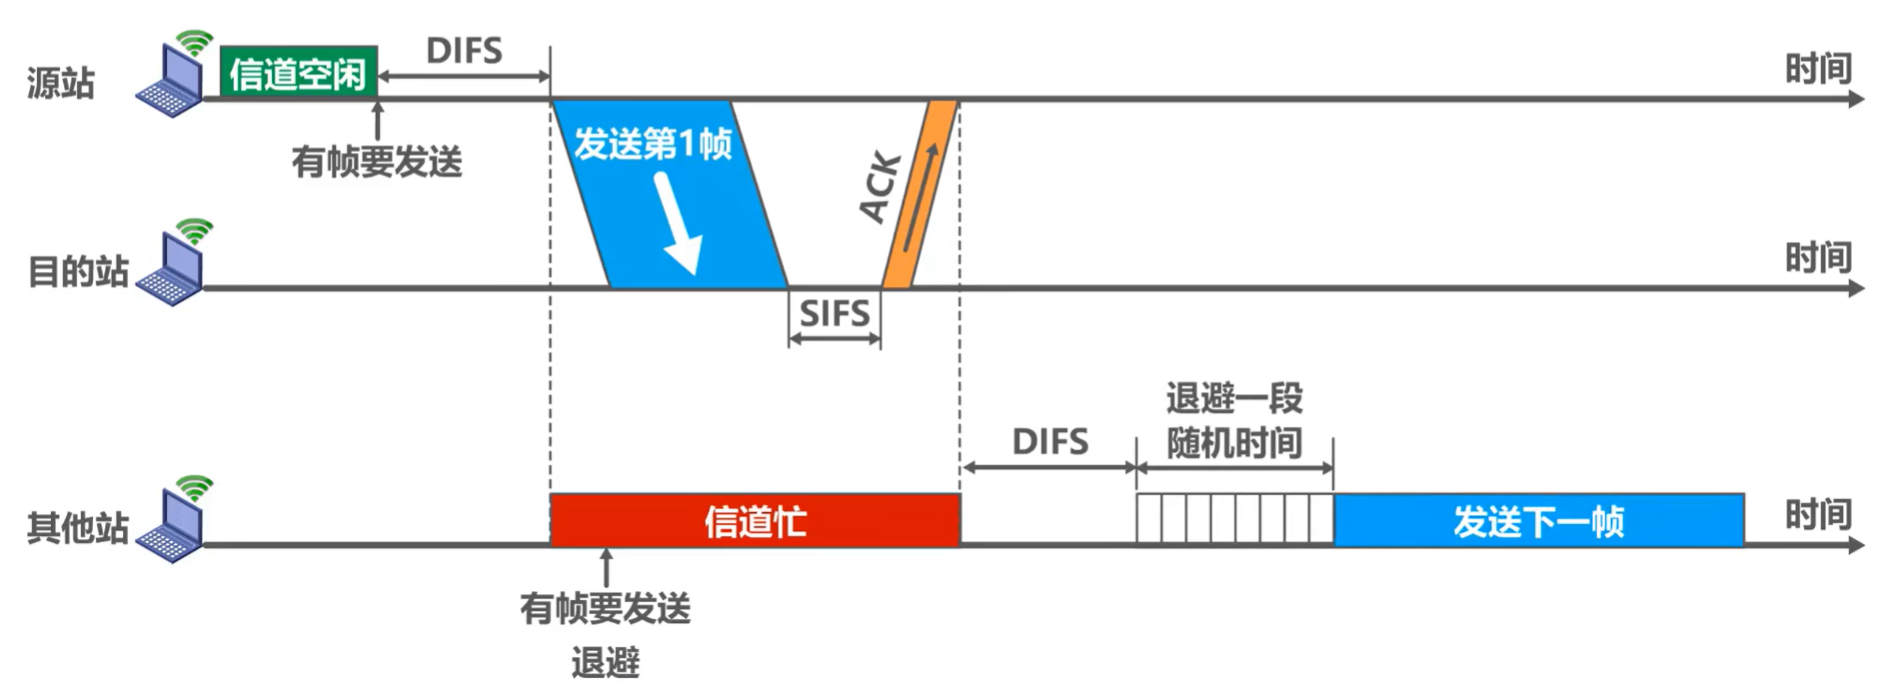 源站
信道空闲
DIFS
时间
有帧要发送
发送第1帧
ACK
目的站
时间
SIFS
退避一段
随机时间
DIFS
其他站
信道忙
发送下一帧
时间
有帧要发送
退避